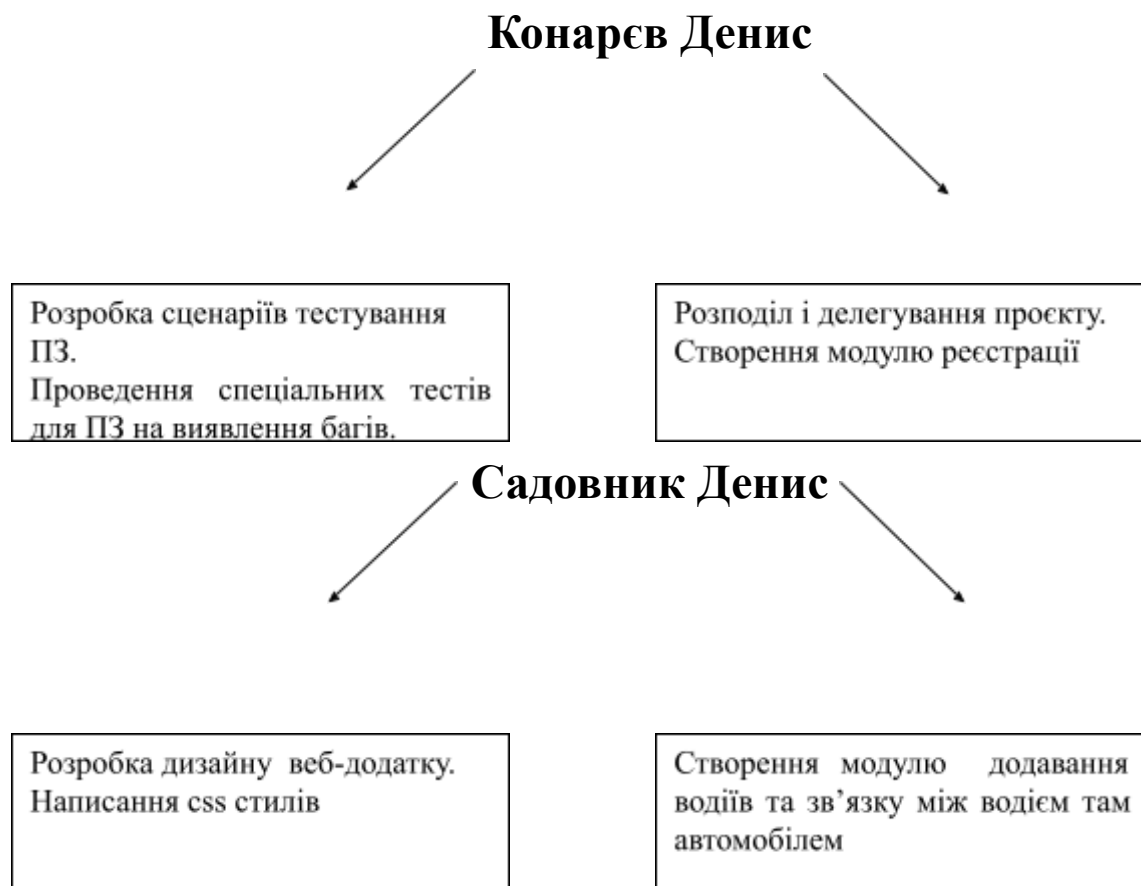 Конарєв Денис
Розробка сценаріїв тестування
ПЗ.
Проведення спеціальних тестів
для ПЗ на виявлення багів.
Розподіл і делегування проєкту.
Створення модулю реєстрації
Садовник Денис
Розробка дизайну веб-додатку.
Написання css стилів
Створення модулю додавання
водіїв та зв’язку між водієм там
автомобілем